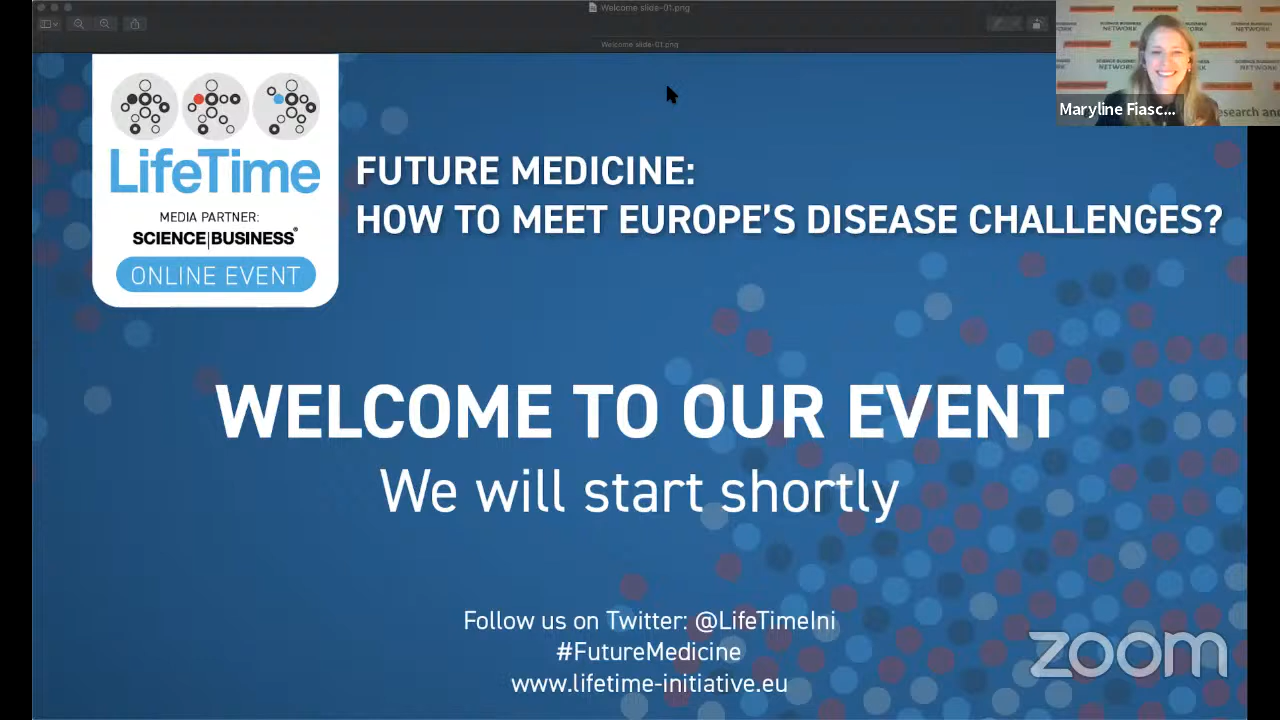 Welcome slide-01.png
Welcome slide-01.png
LifeTime
MEDIA PARTNER:
SCIENCE|BUSINESS®
ONLINE EVENT
FUTURE MEDICINE:
HOW TO MEET EUROPE'S DISEASE CHALLENGES?
WELCOME TO OUR EVENT
We will start shortly
Follow us on Twitter: @LifeTimeIni
#FutureMedicine
www.lifetime-initiative.eu
Maryline Fiasc...
NETWORK
zoom